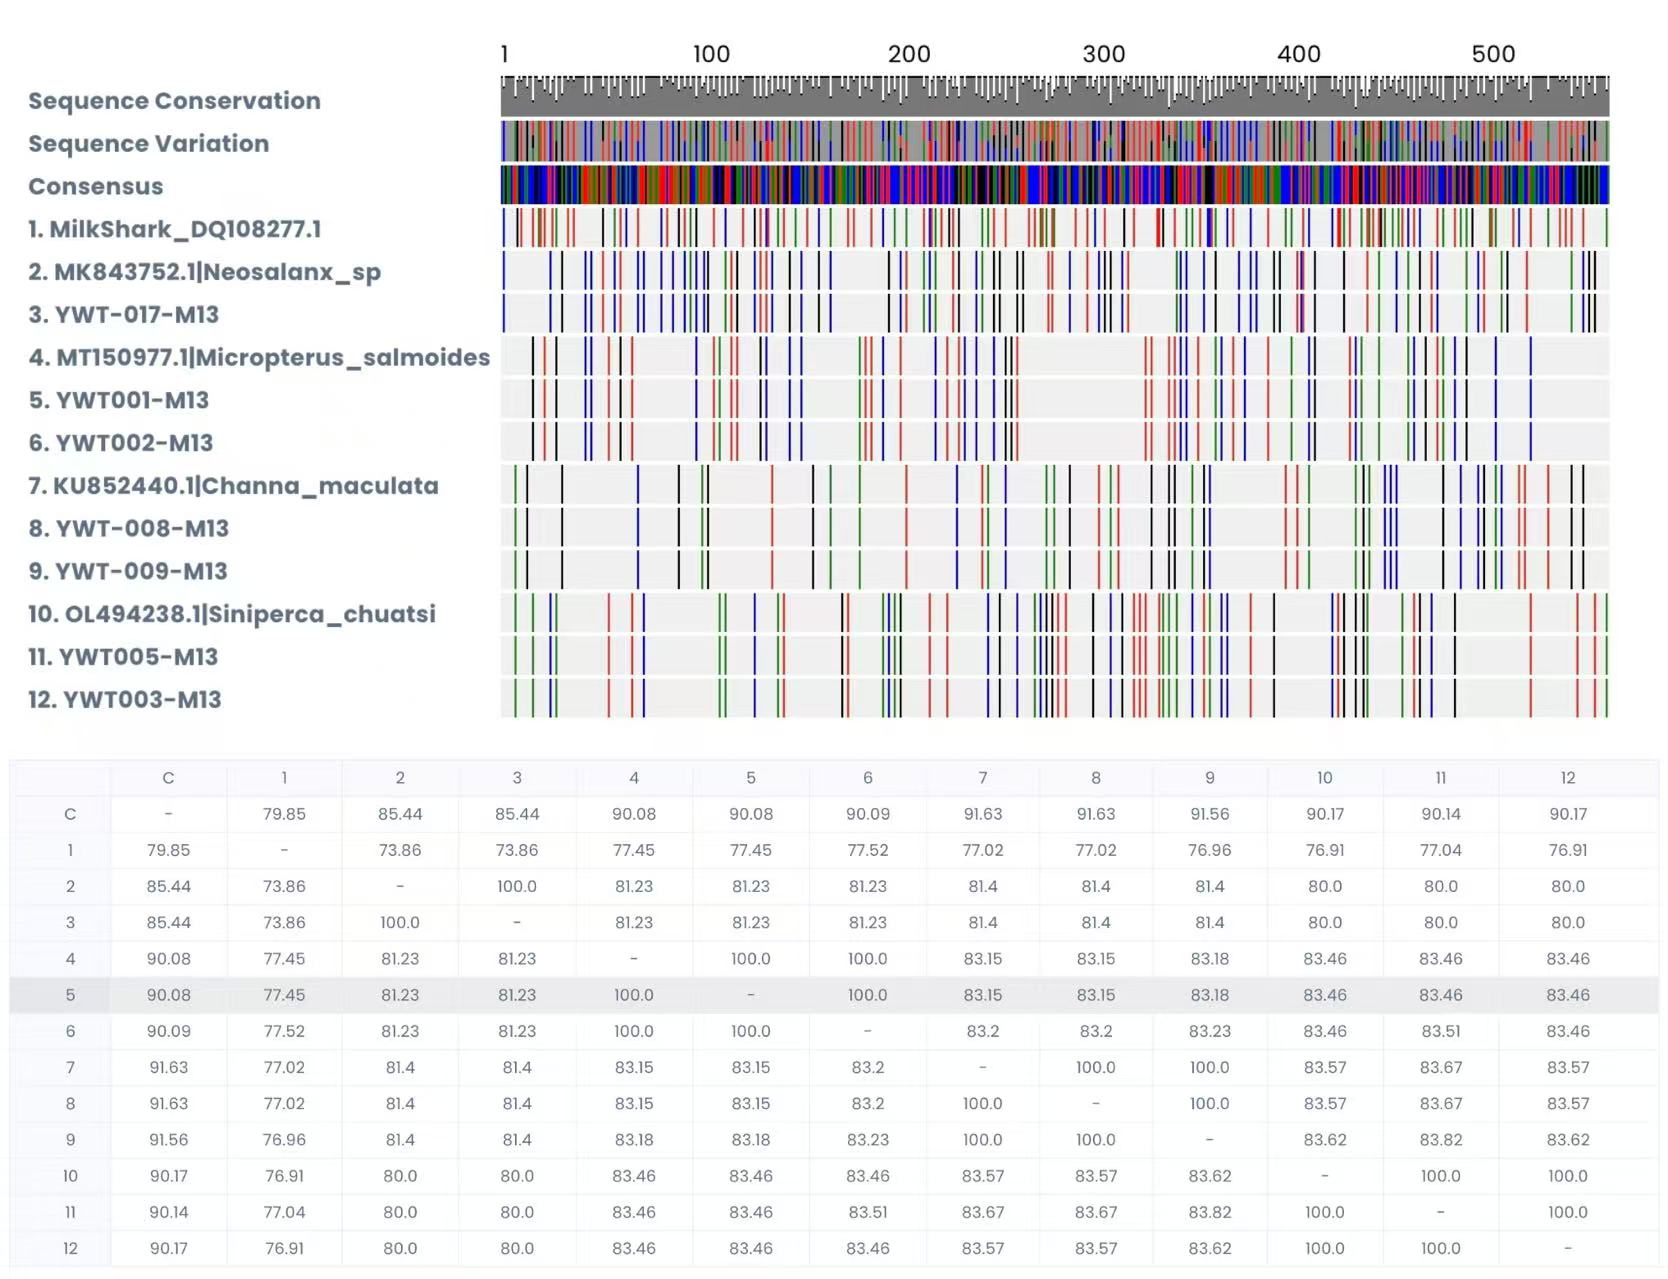 1 100 200 300 400 500
Sequence Conservation
Sequence Variation
Consensus
1. MilkShark_DQ108277.1
2. MK843752.1|Neosalanx_sp
3. YWT-017-M13
4. MT150977.1|Micropterus_salmoides
5. YWT001-M13
6. YWT002-M13
7. KU852440.1|Channa_maculata
8. YWT-008-M13
9. YWT-009-M13
10. OL494238.1|Siniperca_chuatsi
11. YWT005-M13
12. YWT003-M13
C 1 2 3 4 5 6 7 8 9 10 11 12
C - 79.85 85.44 85.44 90.08 90.08 90.09 91.63 91.63 91.56 90.17 90.14 90.17
1 79.85 - 73.86 73.86 77.45 77.45 77.52 77.02 77.02 76.96 76.91 77.04 76.91
2 85.44 73.86 - 100.0 81.23 81.23 81.23 81.4 81.4 81.4 80.0 80.0 80.0
3 85.44 73.86 100.0 - 81.23 81.23 81.23 81.4 81.4 81.4 80.0 80.0 80.0
4 90.08 77.45 81.23 81.23 - 100.0 100.0 83.15 83.15 83.18 83.46 83.46 83.46
5 90.08 77.45 81.23 81.23 100.0 - 100.0 83.15 83.15 83.18 83.46 83.46 83.46
6 90.09 77.52 81.23 81.23 100.0 100.0 - 83.2 83.2 83.23 83.46 83.51 83.46
7 91.63 77.02 81.4 81.4 83.15 83.15 83.2 - 100.0 100.0 83.57 83.67 83.57
8 91.63 77.02 81.4 81.4 83.15 83.15 83.2 100.0 - 100.0 83.57 83.67 83.57
9 91.56 76.96 81.4 81.4 83.18 83.18 83.23 100.0 100.0 - 83.62 83.82 83.62
10 90.17 76.91 80.0 80.0 83.46 83.46 83.46 83.57 83.57 83.62 - 100.0 100.0
11 90.14 77.04 80.0 80.0 83.46 83.46 83.51 83.67 83.67 83.82 100.0 - 100.0
12 90.17 76.91 80.0 80.0 83.46 83.46 83.46 83.57 83.57 83.62 100.0 100.0 -